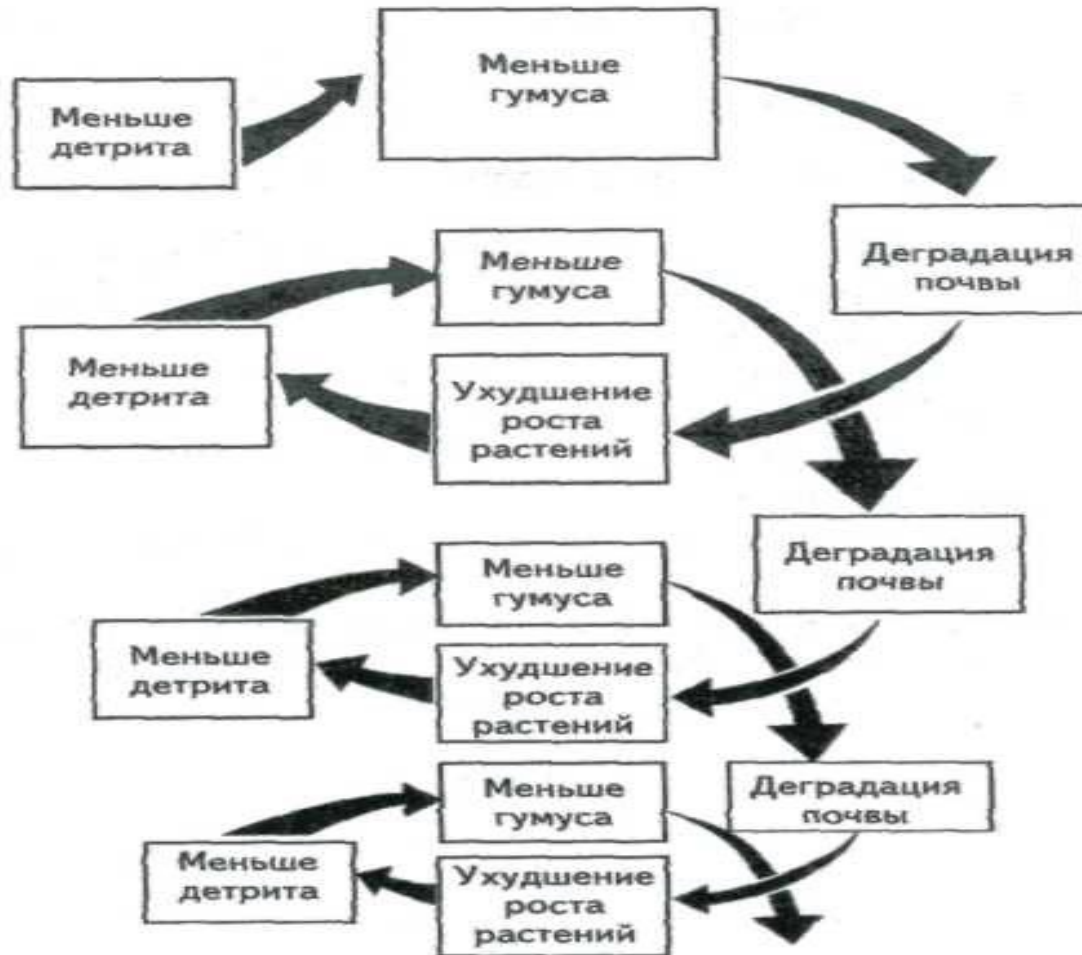 Меньше
гумуса
Меньше
детрита
Деградация
почвы
Меньше
гумуса
Меньше
детрита
Ухудшение
роста
растений
Деградация
почвы
Меньше
гумуса
Меньше
детрита
Ухудшение
роста
растений
Меньше
гумуса
Деградация
почвы
Меньше
детрита
Ухудшение
роста
растений